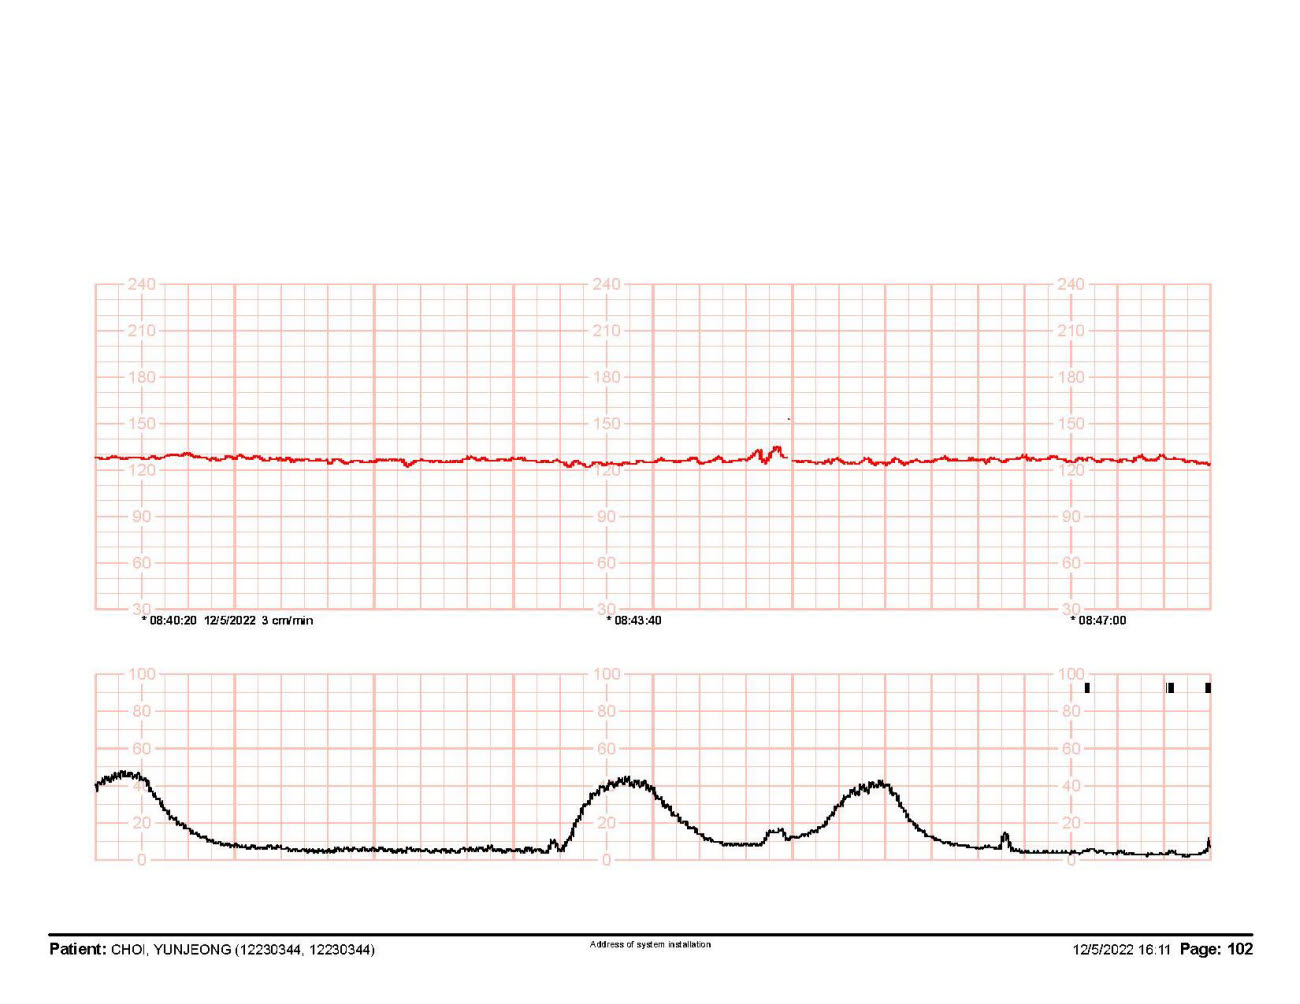 240 240 240
210 210 210
180 180 180
150 150 150
120 120 120
90 90 90
60 60 60
30 30 30
* 08:40:20 12/5/2022 3 cm/min * 08:43:40 * 08:47:00
100 100 100
80 80 80
60 60 60
40 40 40
20 20 20
0 0 0
Patient: CHOI, YUNJEONG (12230344, 12230344) Address of system installation 12/5/2022 16:11 Page: 102